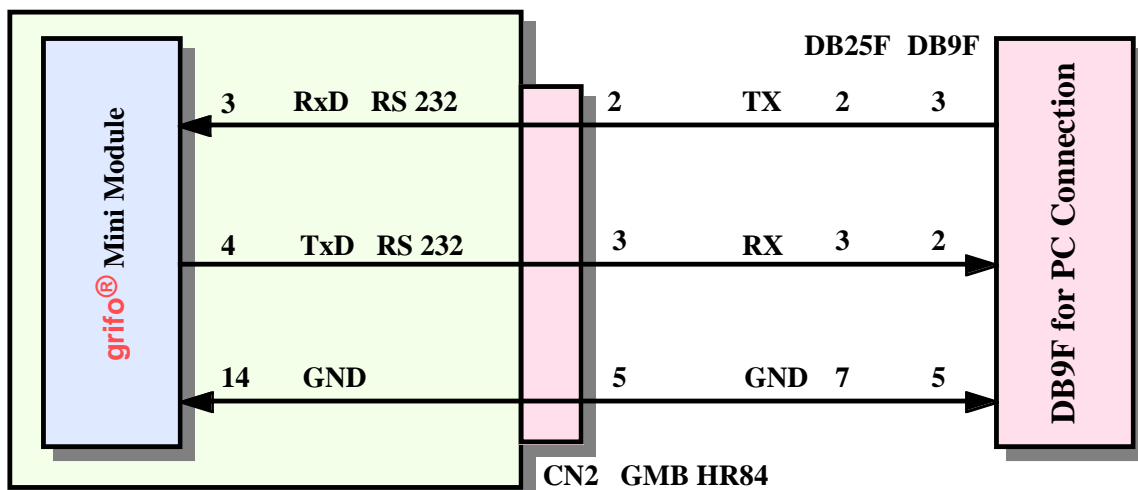 DB25F DB9F
3 RxD RS 232 2 TX 2 3
4 TxD RS 232 3 RX 3 2
14 GND 5 GND 7 5
CN2 GMB HR84
grifo® Mini Module
DB9F for PC Connection